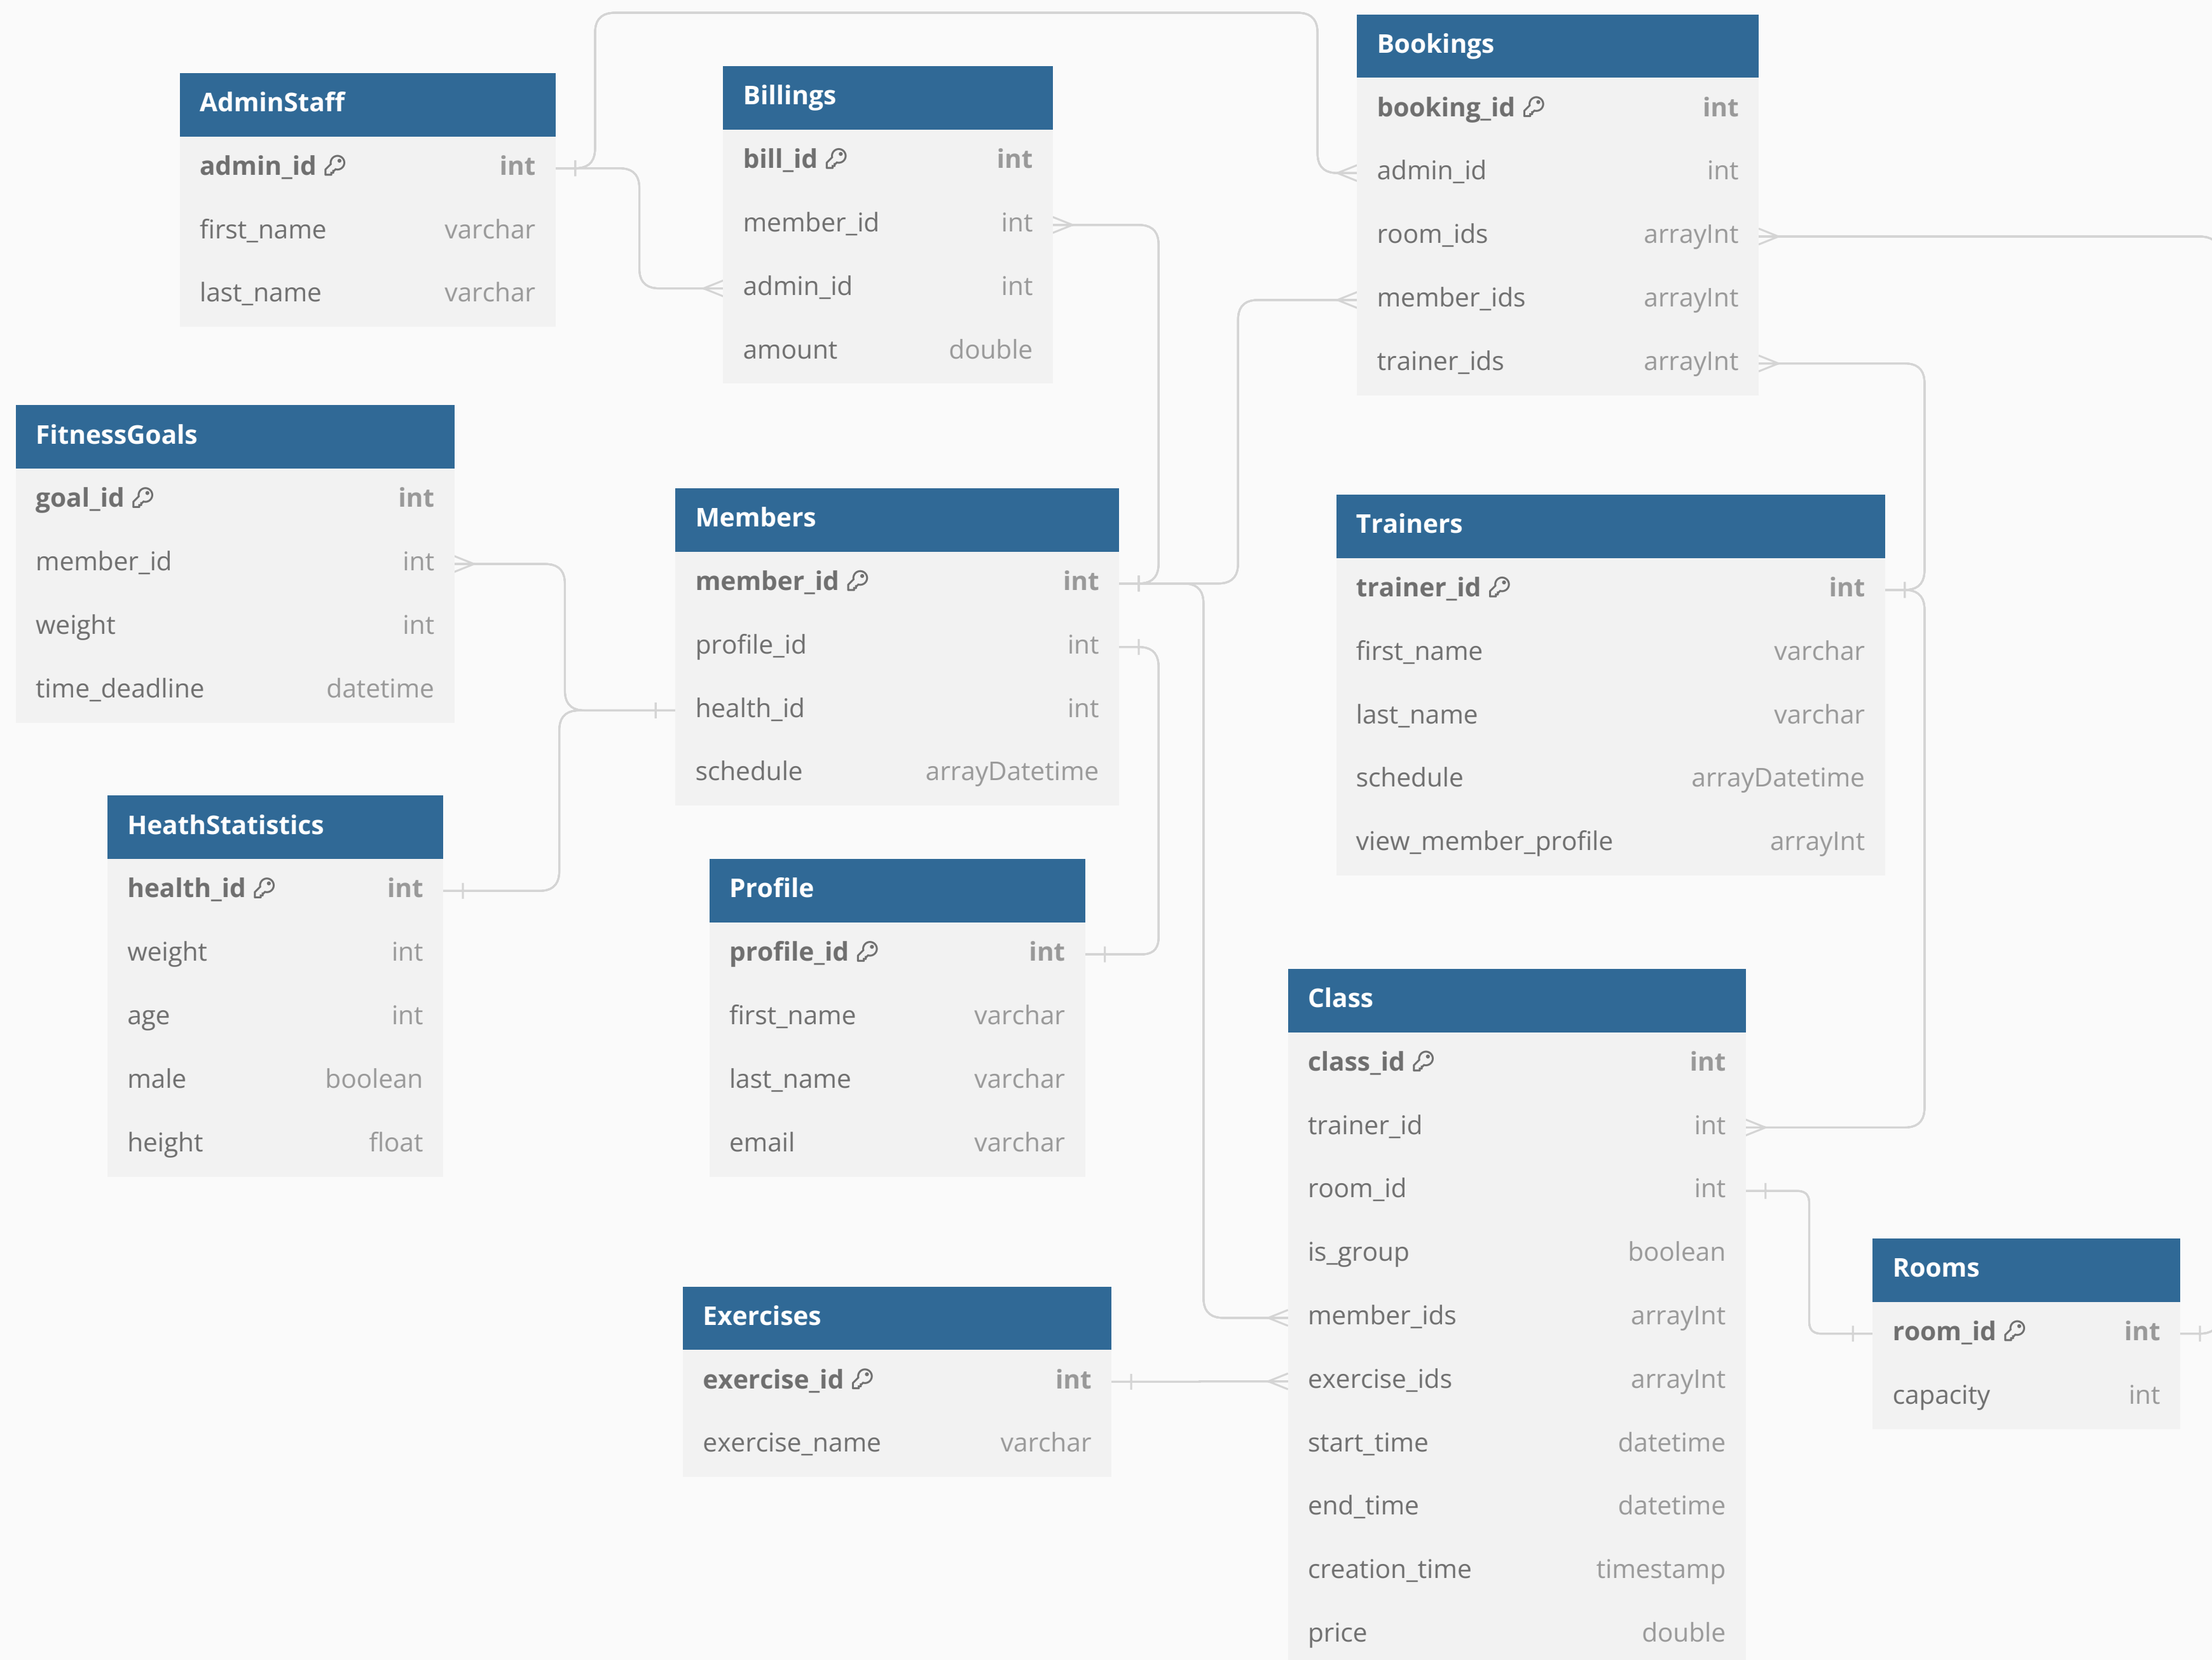 AdminStaff
admin_id int
first_name varchar
last_name varchar
Billings
bill_id int
member_id int
admin_id int
amount double
Bookings
booking_id int
admin_id int
room_ids arrayInt
member_ids arrayInt
trainer_ids arrayInt
FitnessGoals
goal_id int
member_id int
weight int
time_deadline datetime
Members
member_id int
profile_id int
health_id int
schedule arrayDatetime
Trainers
trainer_id int
first_name varchar
last_name varchar
schedule arrayDatetime
view_member_profile arrayInt
HeathStatistics
health_id int
weight int
age int
male boolean
height float
Profile
profile_id int
first_name varchar
last_name varchar
email varchar
Class
class_id int
trainer_id int
room_id int
is_group boolean
member_ids arrayInt
exercise_ids arrayInt
start_time datetime
end_time datetime
creation_time timestamp
price double
Rooms
room_id int
capacity int
Exercises
exercise_id int
exercise_name varchar